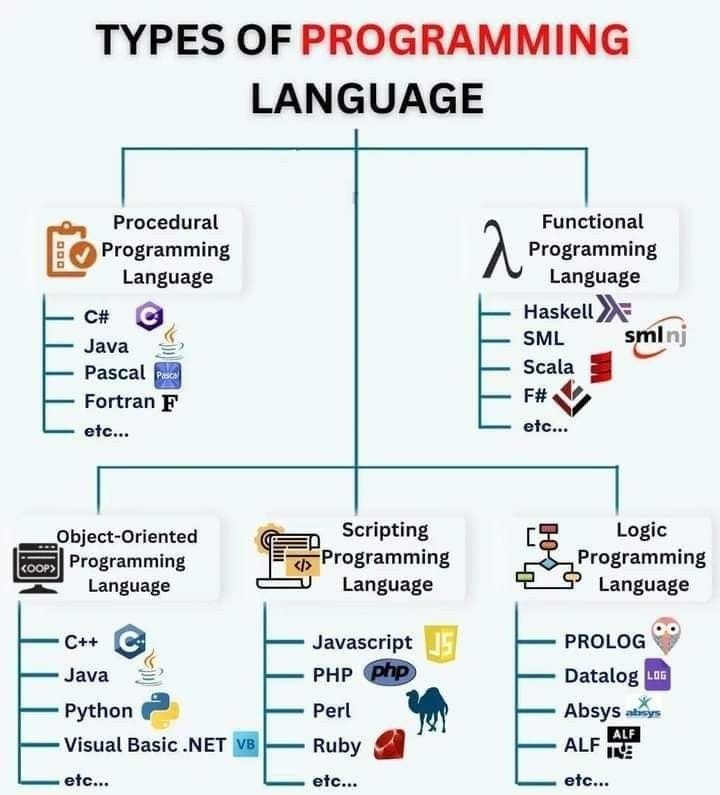 TYPES OF PROGRAMMING
LANGUAGE
Procedural
Programming
Language
C#
Java
Pascal Pascal
Fortran F
etc...
λ
Functional
Programming
Language
Haskell
SML smlnj
Scala
F#
etc...
<OOP>
Object-Oriented
Programming
Language
C++ C++
Java
Python
Visual Basic .NET VB
etc...
</>
Scripting
Programming
Language
Javascript JS
PHP php
Perl
Ruby
etc...
Logic
Programming
Language
PROLOG
Datalog LOG
Absys absys
ALF ALF
etc...